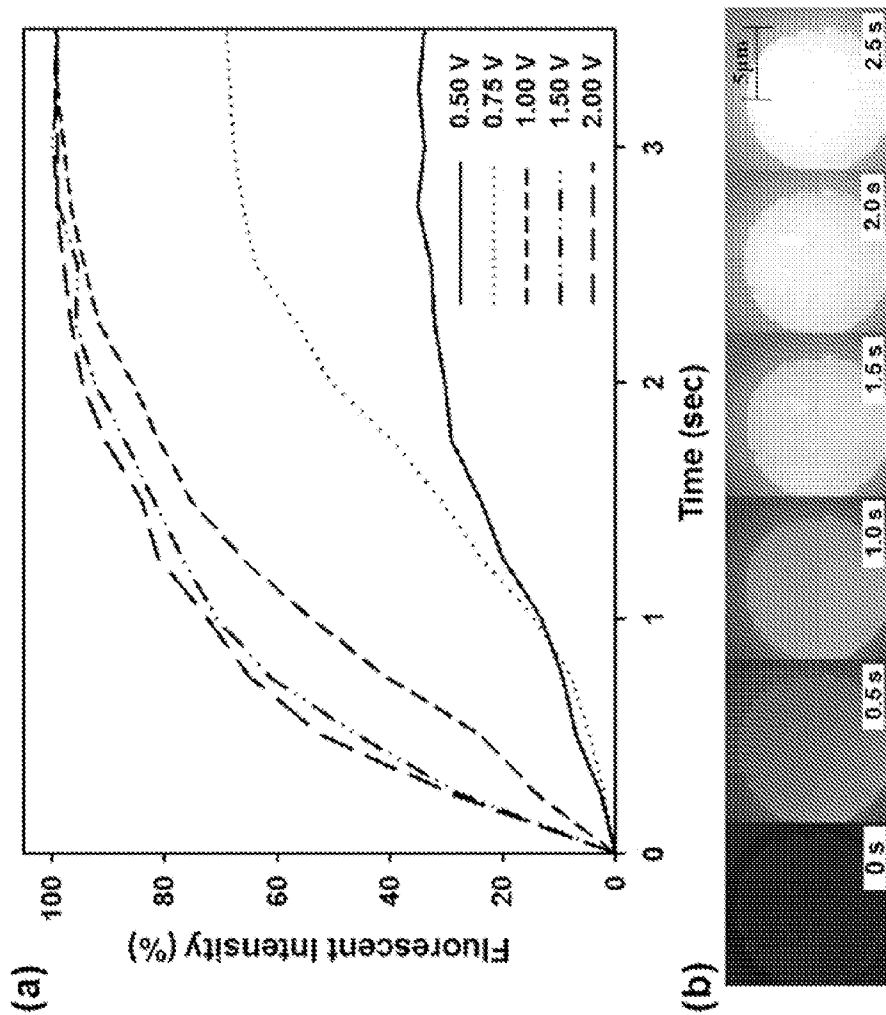 (a)
Fluorescent Intensity (%)
100
80
60
40
20
0
0.50 V
0.75 V
1.00 V
1.50 V
2.00 V
0
1
2
3
Time (sec)
(b)
0 s
0.5 s
1.0 s
1.5 s
2.0 s
2.5 s
5µm